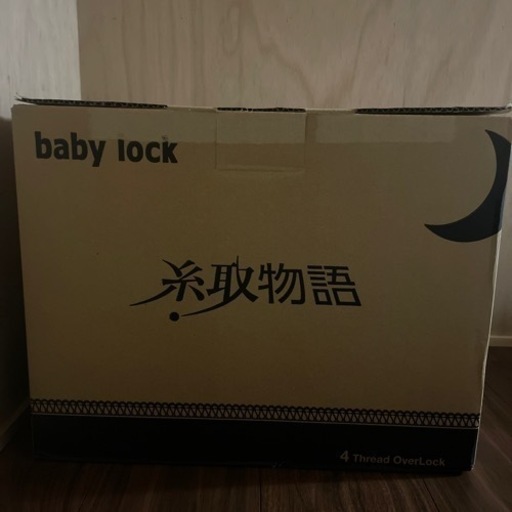 baby lock
糸取物語
4 Thread OverLock